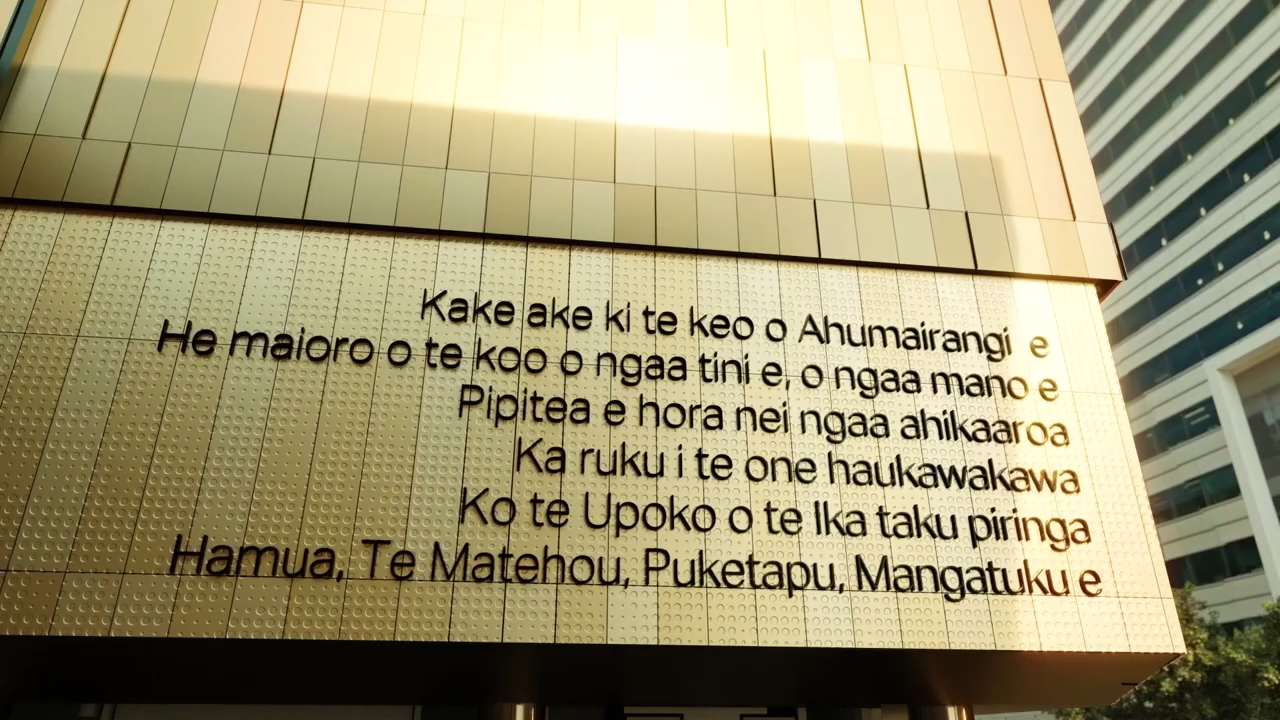 Kake ake ki te keo o Ahumairangi e
He maioro o te koo o ngaa tini e, o ngaa mano e
Pipitea e hora nei ngaa ahikaaroa
Ka ruku i te one haukawakawa
Ko te Upoko o te Ika taku piringa
Hamua, Te Matehou, Puketapu, Mangatuku e